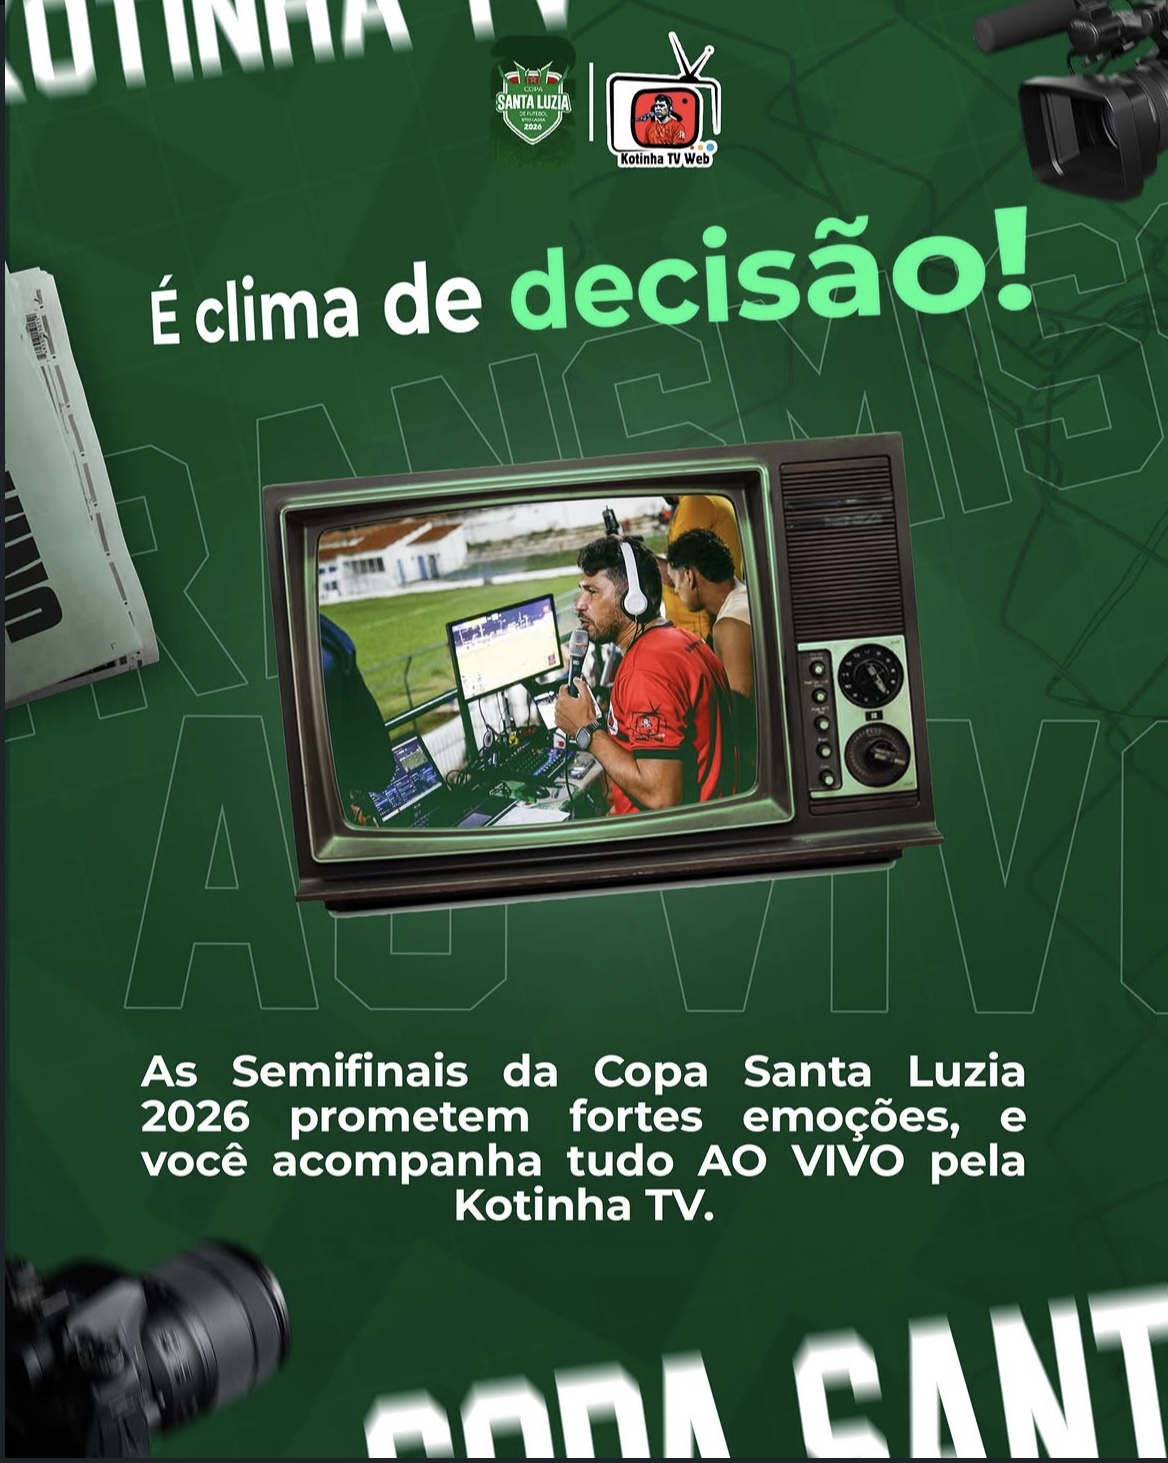 KOTINHA TV
COPA
SANTA LUZIA
DE FUTEBOL
2026
Kotinha TV Web
É clima de decisão!
TRANSMISS
AO VIVO
As Semifinais da Copa Santa Luzia
2026 prometem fortes emoções, e
você acompanha tudo AO VIVO pela
Kotinha TV.
COPA SANT